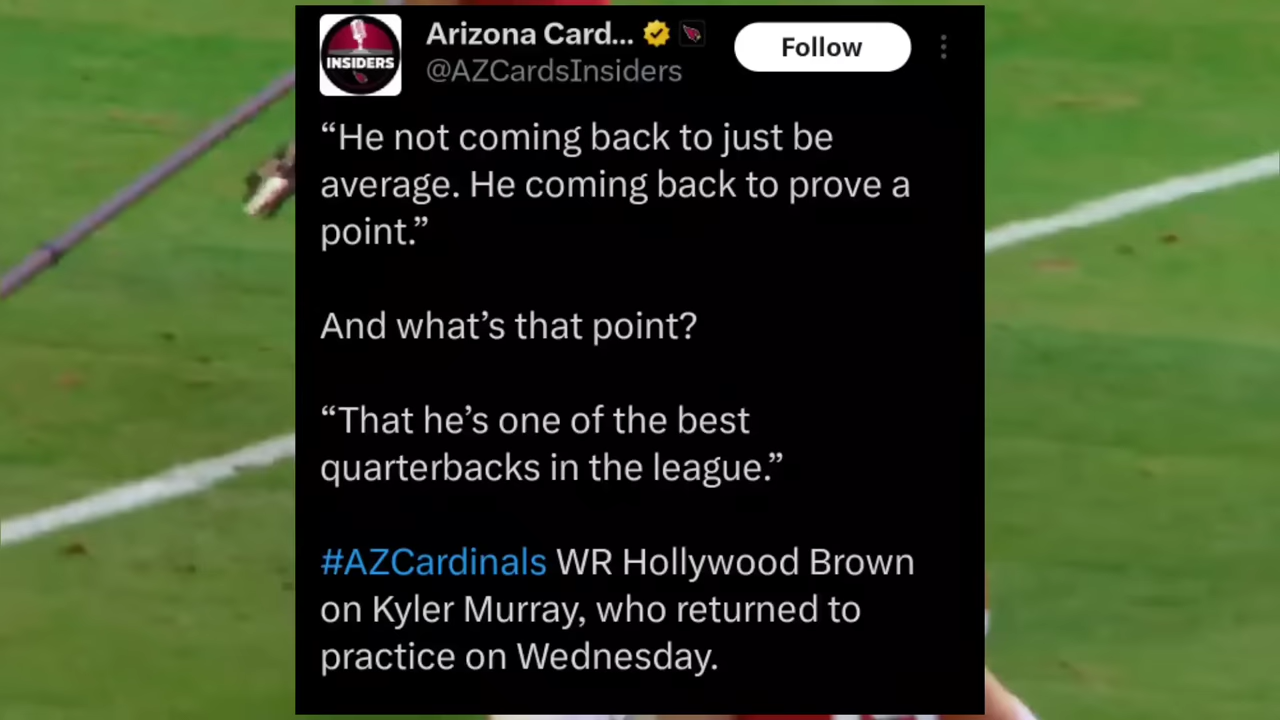 INSIDERS
Arizona Card...
@AZCardsInsiders
Follow
“He not coming back to just be
average. He coming back to prove a
point.”
And what’s that point?
“That he’s one of the best
quarterbacks in the league.”
#AZCardinals WR Hollywood Brown
on Kyler Murray, who returned to
practice on Wednesday.